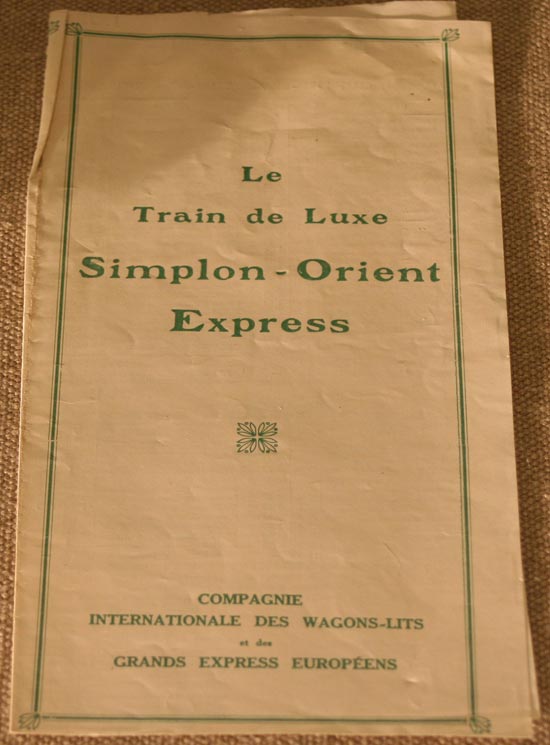 Le
Train de Luxe
Simplon-Orient
Express
COMPAGNIE
INTERNATIONALE DES WAGONS-LITS
et des
GRANDS EXPRESS EUROPÉENS